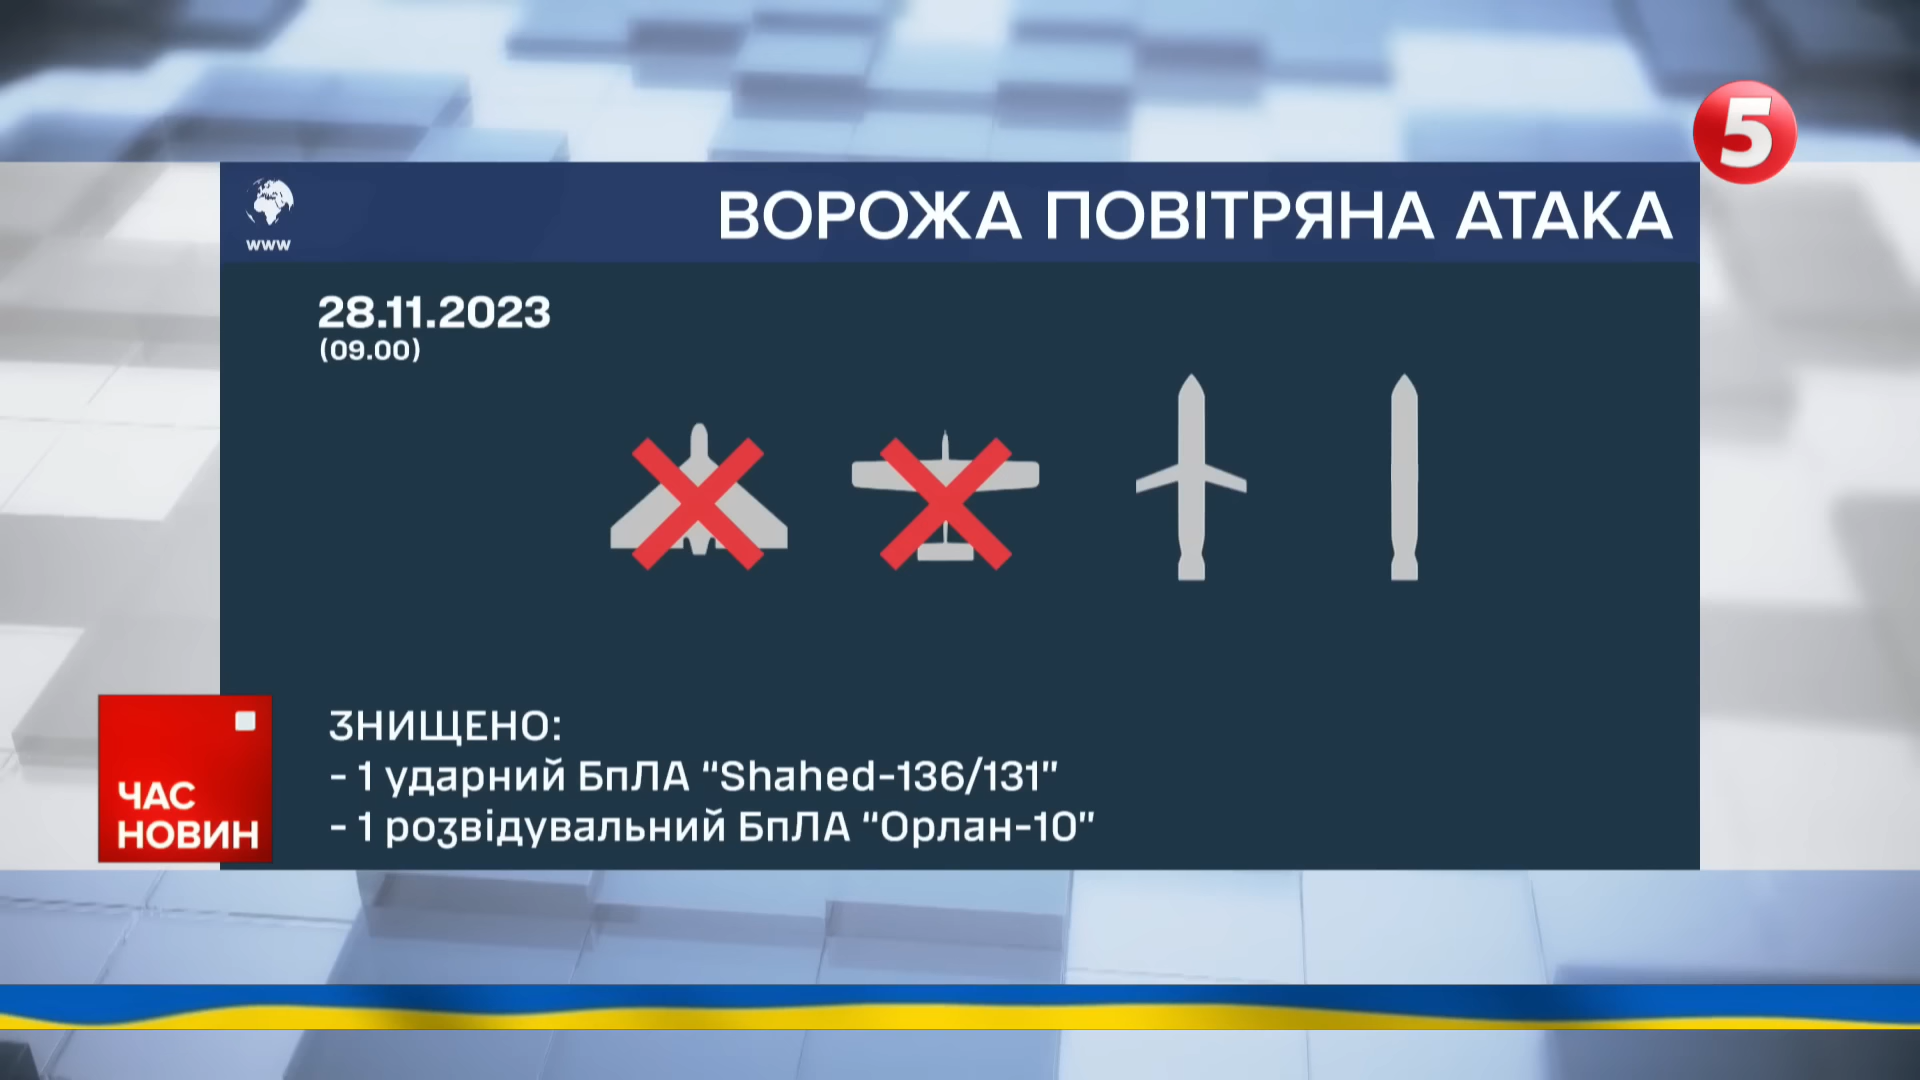 5
ВОРОЖА ПОВІТРЯНА АТАКА
www
28.11.2023
(09.00)
ЗНИЩЕНО:
- 1 ударний БпЛА “Shahed-136/131”
- 1 розвідувальний БпЛА “Орлан-10”
ЧАС
НОВИН